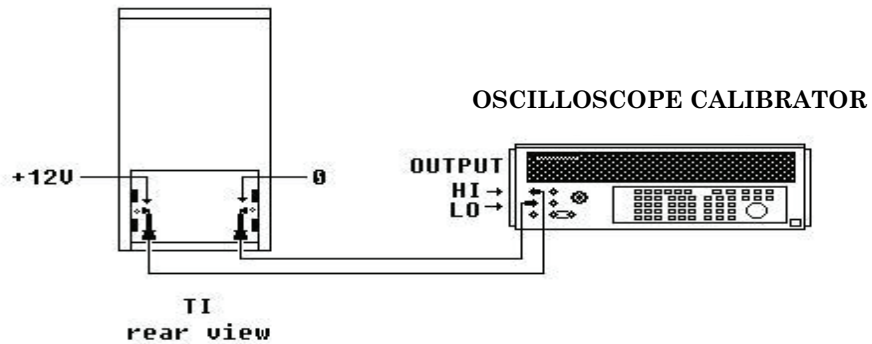 OSCILLOSCOPE CALIBRATOR
OUTPUT
HI
LO
+12V
0
TI
rear view